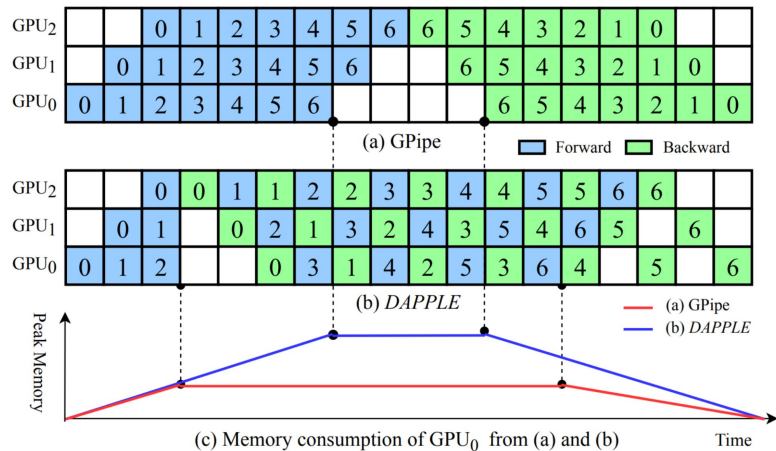 GPU2 0 1 2 3 4 5 6 6 5 4 3 2 1 0
GPU1 0 1 2 3 4 5 6 6 5 4 3 2 1 0
GPU0 0 1 2 3 4 5 6 6 5 4 3 2 1 0
(a) GPipe
Forward Backward
GPU2 0 0 1 1 2 2 3 3 4 4 5 5 6 6
GPU1 0 1 0 2 1 3 2 4 3 5 4 6 5 6
GPU0 0 1 2 0 3 1 4 2 5 3 6 4 5 6
(b) DAPPLE
(a) GPipe
(b) DAPPLE
Peak Memory
(c) Memory consumption of GPU0 from (a) and (b)
Time